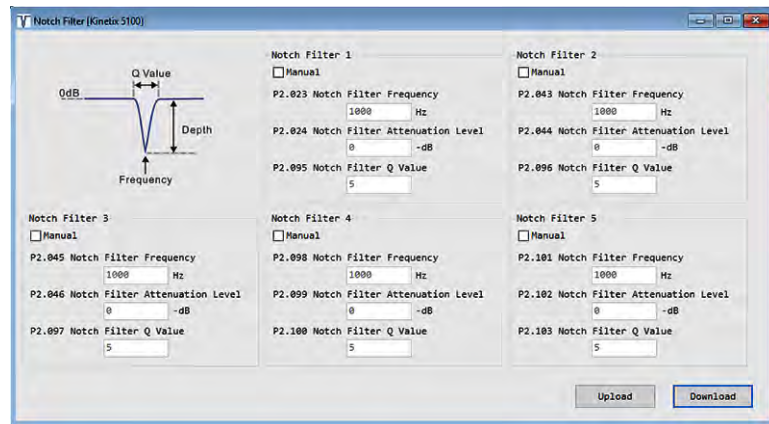 Notch Filter (Kinetix 5100)
Q Value
0dB
Depth
Frequency
Notch Filter 1
Manual
P2.023 Notch Filter Frequency
1000 Hz
P2.024 Notch Filter Attenuation Level
0 -dB
P2.095 Notch Filter Q Value
5
Notch Filter 2
Manual
P2.043 Notch Filter Frequency
1000 Hz
P2.044 Notch Filter Attenuation Level
0 -dB
P2.096 Notch Filter Q Value
5
Notch Filter 3
Manual
P2.045 Notch Filter Frequency
1000 Hz
P2.046 Notch Filter Attenuation Level
0 -dB
P2.097 Notch Filter Q Value
5
Notch Filter 4
Manual
P2.098 Notch Filter Frequency
1000 Hz
P2.099 Notch Filter Attenuation Level
0 -dB
P2.100 Notch Filter Q Value
5
Notch Filter 5
Manual
P2.101 Notch Filter Frequency
1000 Hz
P2.102 Notch Filter Attenuation Level
0 -dB
P2.103 Notch Filter Q Value
5
Upload
Download